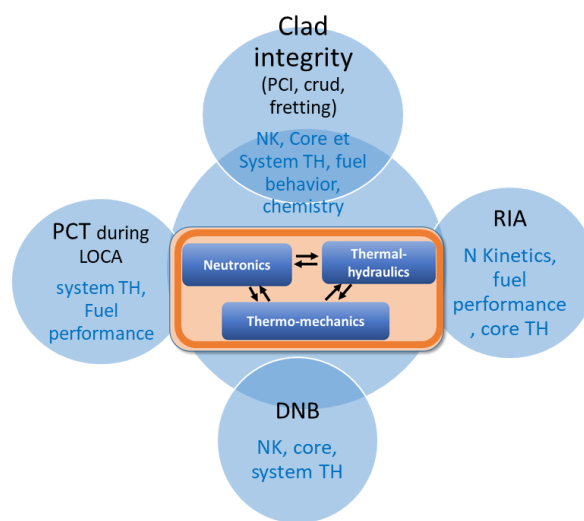 Clad
integrity
(PCI, crud,
fretting)
NK, Core et
System TH, fuel
behavior,
chemistry
PCT during
LOCA
system TH,
Fuel
performance
Neutronics
Thermal-
hydraulics
Thermo-mechanics
RIA
N Kinetics,
fuel
performance
, core TH
DNB
NK, core,
system TH